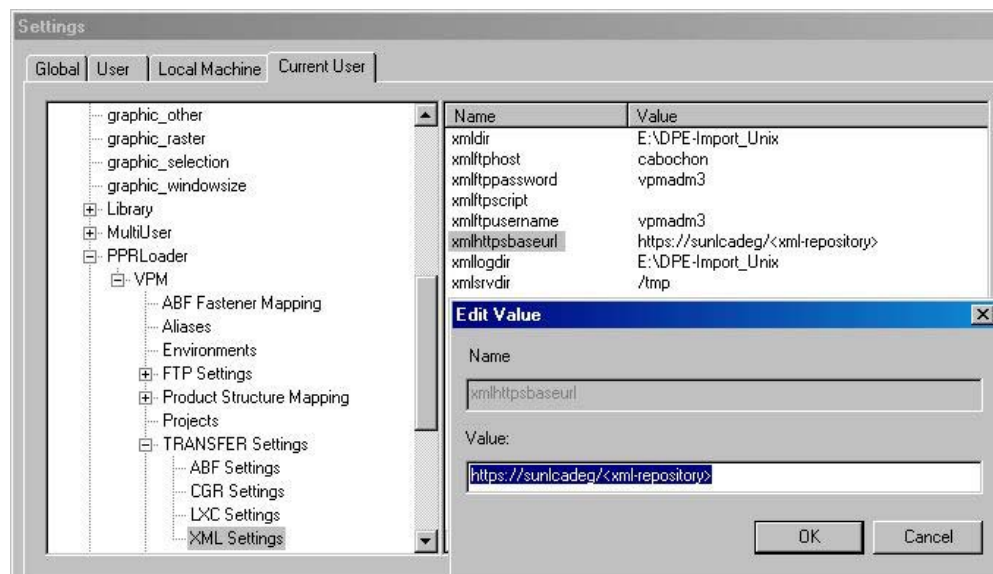 Settings
Global
User
Local Machine
Current User
graphic_other
graphic_raster
graphic_selection
graphic_windowsize
Library
MultiUser
PPRLoader
VPM
ABF Fastener Mapping
Aliases
Environments
FTP Settings
Product Structure Mapping
Projects
TRANSFER Settings
ABF Settings
CGR Settings
LXC Settings
XML Settings
Name Value
xmldir E:\DPE-Import_Unix
xmlftphost cabochon
xmlftppassword vpmadm3
xmlftpscript
xmlftpusername vpmadm3
xmlhttpsbaseurl https://sunlcadeg/<xml-repository>
xmllogdir E:\DPE-Import_Unix
xmlsrvdir /tmp
Edit Value
Name
xmlhttpsbaseurl
Value:
https://sunlcadeg/<xml-repository>
OK
Cancel